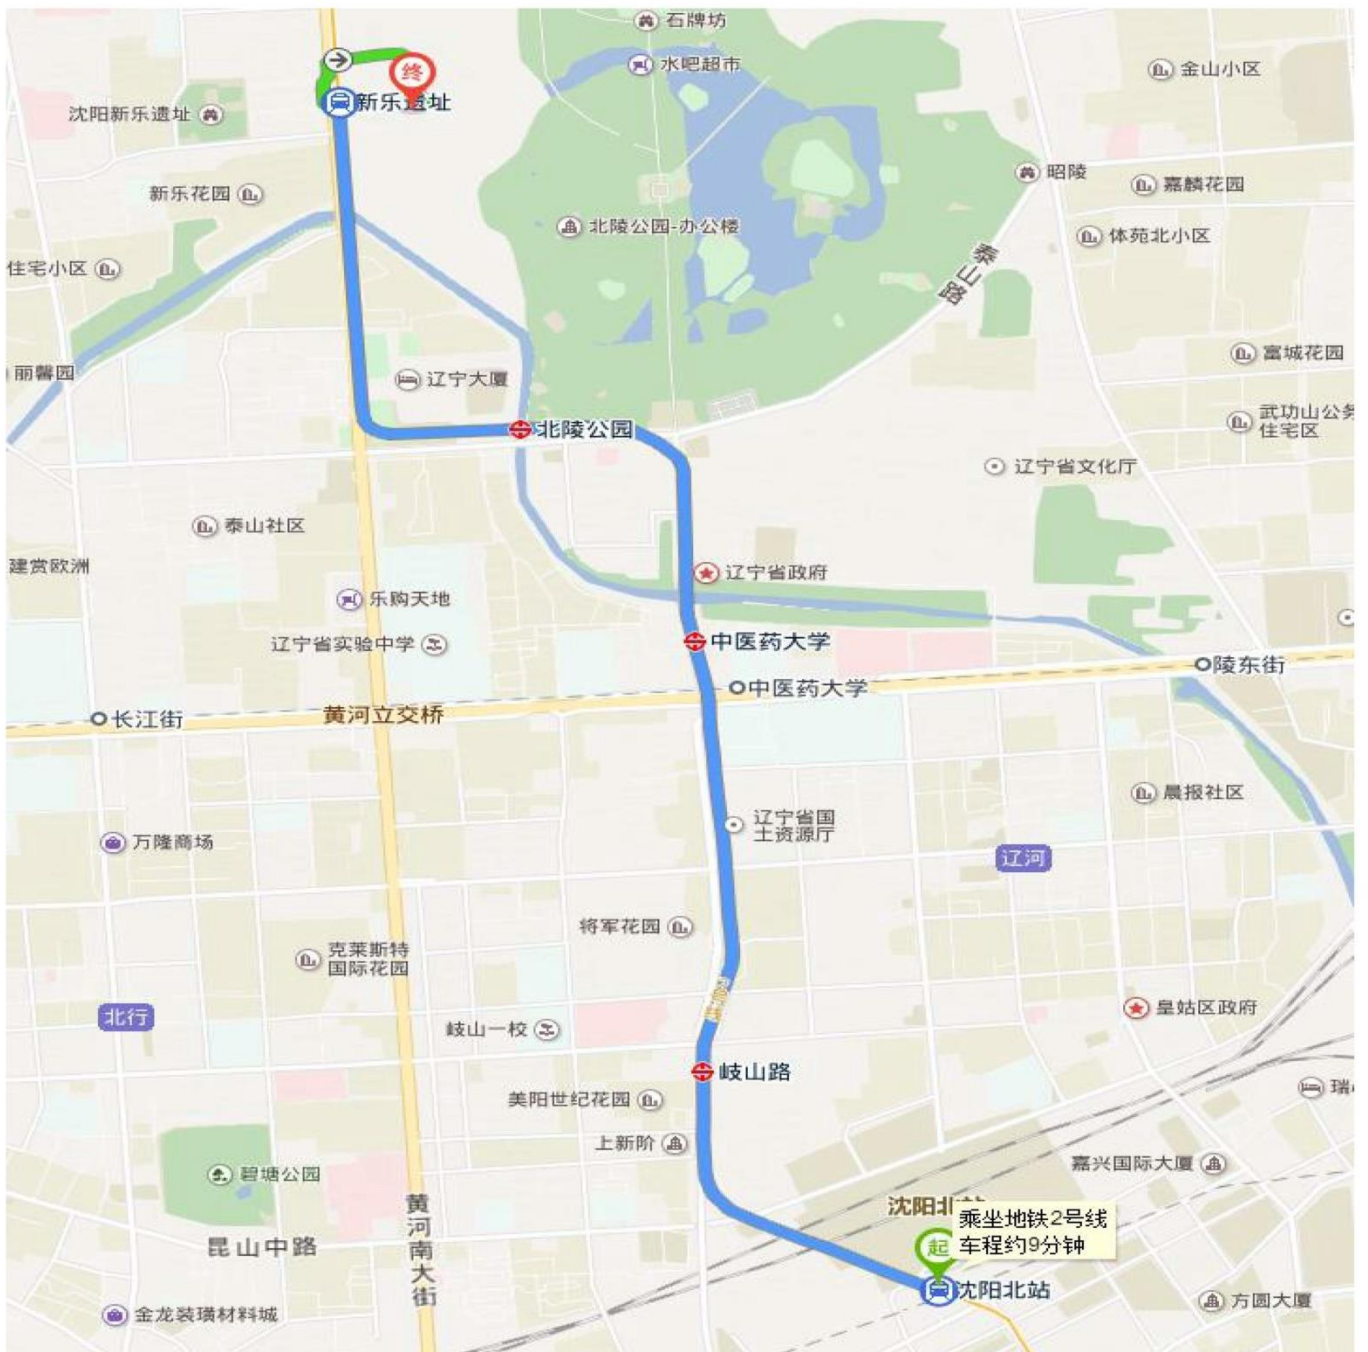 石牌坊
水吧超市
金山小区
终
新乐遗址
沈阳新乐遗址
昭陵
嘉麟花园
新乐花园
北陵公园-办公楼
体苑北小区
住宅小区
泰山路
富城花园
丽馨园
辽宁大厦
武功山公务
住宅区
北陵公园
辽宁省文化厅
泰山社区
建赏欧洲
辽宁省政府
乐购天地
辽宁省实验中学
中医药大学
陵东街
中医药大学
长江街
黄河立交桥
晨报社区
辽宁省国
土资源厅
万隆商场
辽河
将军花园
克莱斯特
国际花园
皇姑区政府
北行
岐山一校
岐山路
瑞
美阳世纪花园
上新阶
嘉兴国际大厦
碧塘公园
黄河南大街
沈阳北
乘坐地铁2号线
车程约9分钟
起
昆山中路
沈阳北站
方圆大厦
金龙装璜材料城